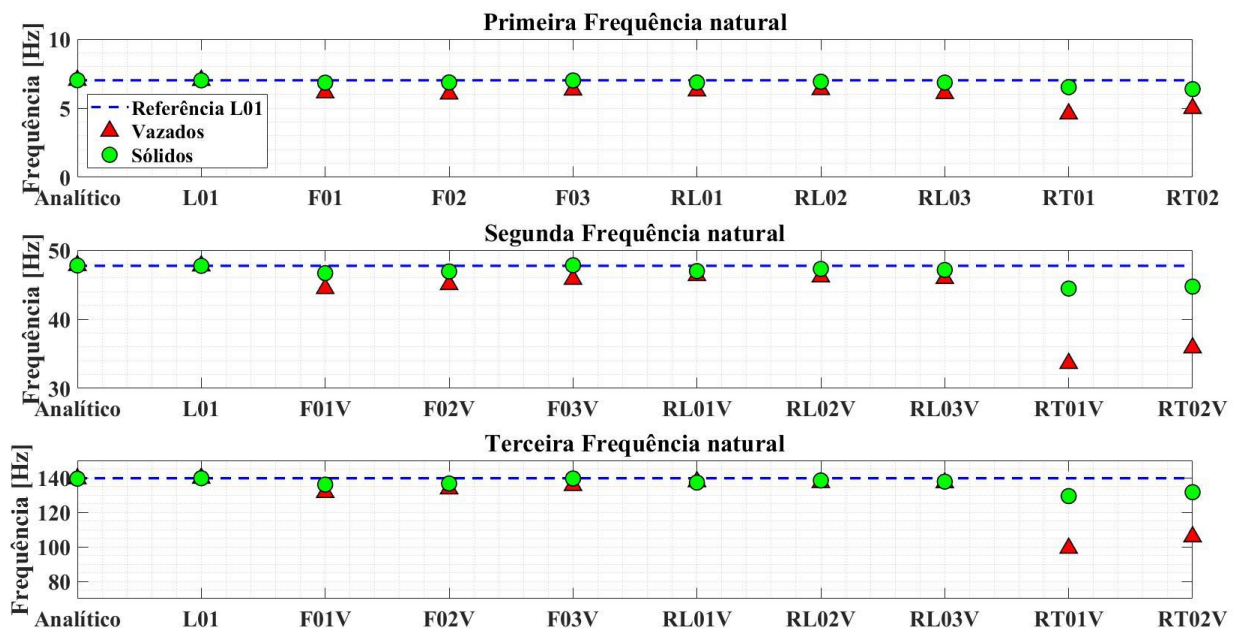 Primeira Frequência natural
Frequência [Hz]
10
5
0
Referência L01
Vazados
Sólidos
Analítico L01 F01 F02 F03 RL01 RL02 RL03 RT01 RT02
Segunda Frequência natural
Frequência [Hz]
50
40
30
Analítico L01 F01V F02V F03V RL01V RL02V RL03V RT01V RT02V
Terceira Frequência natural
Frequência [Hz]
140
120
100
80
Analítico L01 F01V F02V F03V RL01V RL02V RL03V RT01V RT02V